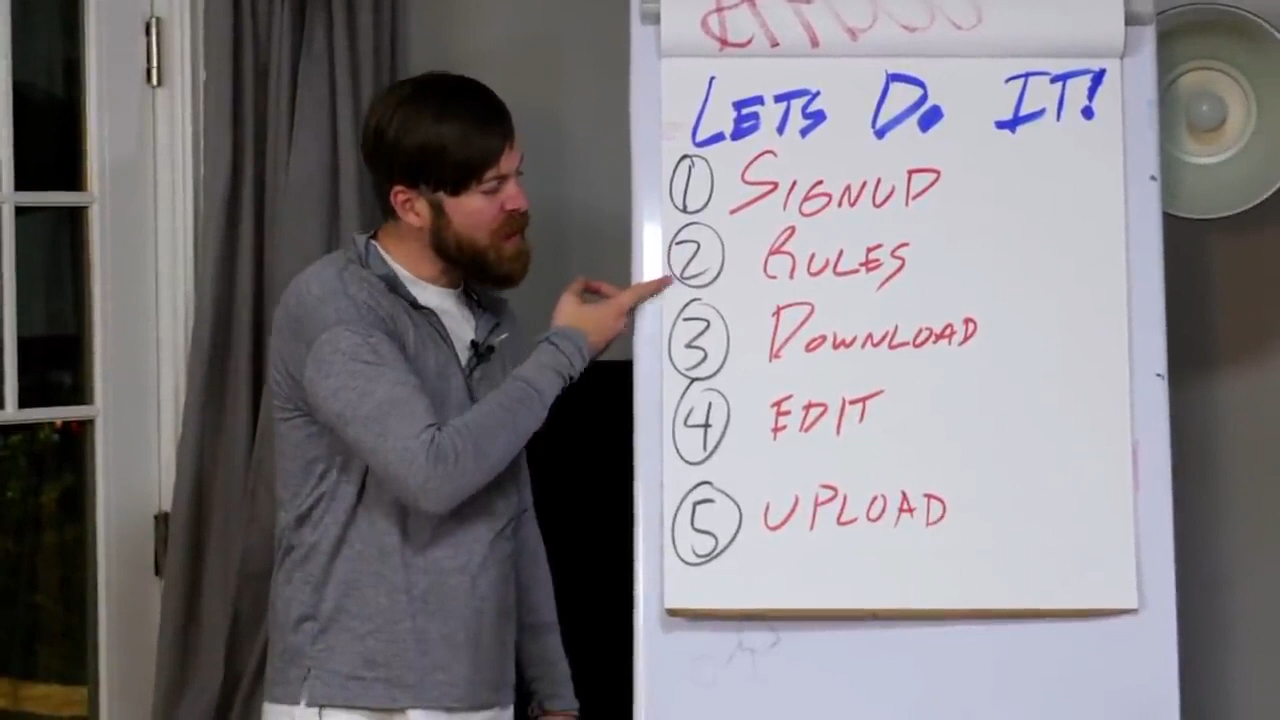 LETS DO IT!
1 SIGNUP
2 RULES
3 DOWNLOAD
4 EDIT
5 UPLOAD